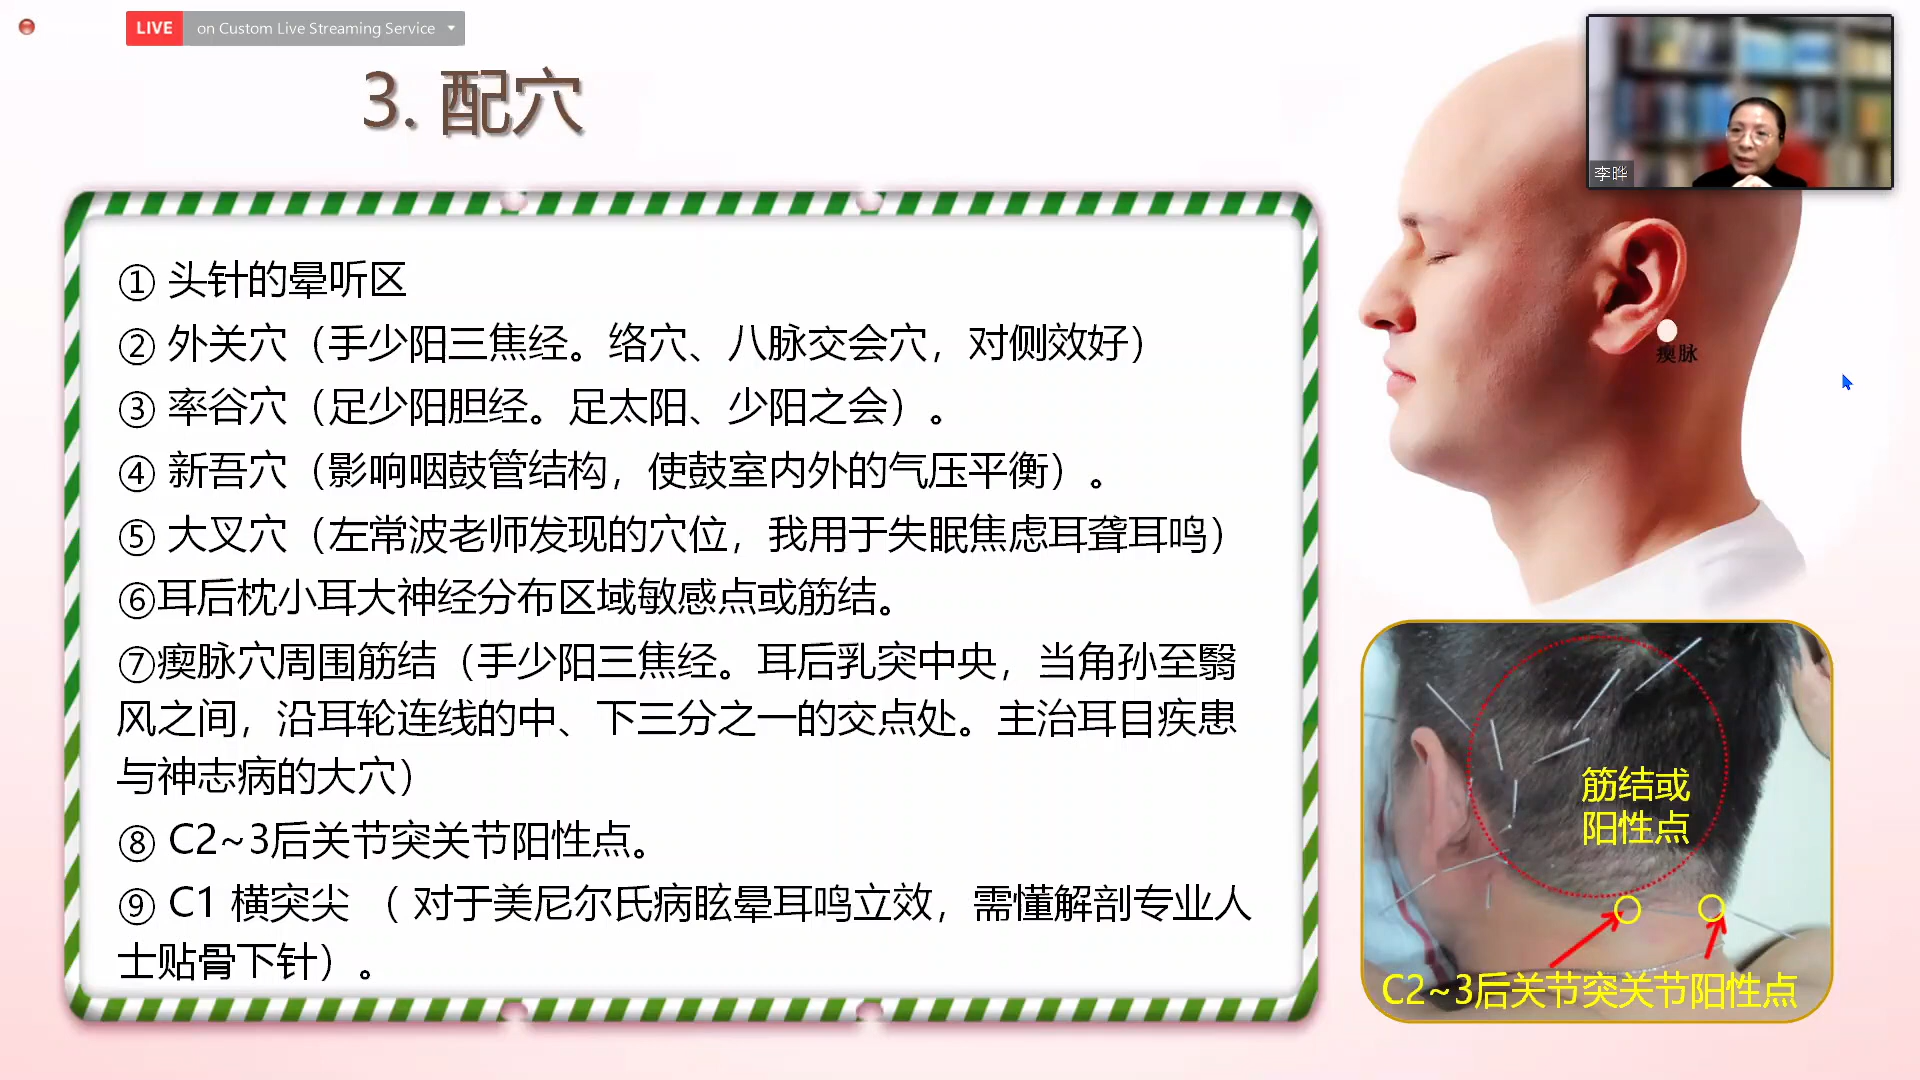 LIVE on Custom Live Streaming Service
3. 配穴
李晔
① 头针的晕听区
② 外关穴（手少阳三焦经。络穴、八脉交会穴，对侧效好）
③ 率谷穴（足少阳胆经。足太阳、少阳之会）。
④ 新吾穴（影响咽鼓管结构，使鼓室内外的气压平衡）。
⑤ 大叉穴（左常波老师发现的穴位，我用于失眠焦虑耳聋耳鸣）
⑥耳后枕小耳大神经分布区域敏感点或筋结。
⑦瘈脉穴周围筋结（手少阳三焦经。耳后乳突中央，当角孙至翳
风之间，沿耳轮连线的中、下三分之一的交点处。主治耳目疾患
与神志病的大穴）
⑧ C2~3后关节突关节阳性点。
⑨ C1 横突尖 （ 对于美尼尔氏病眩晕耳鸣立效，需懂解剖专业人
士贴骨下针）。
瘈脉
筋结或
阳性点
C2~3后关节突关节阳性点